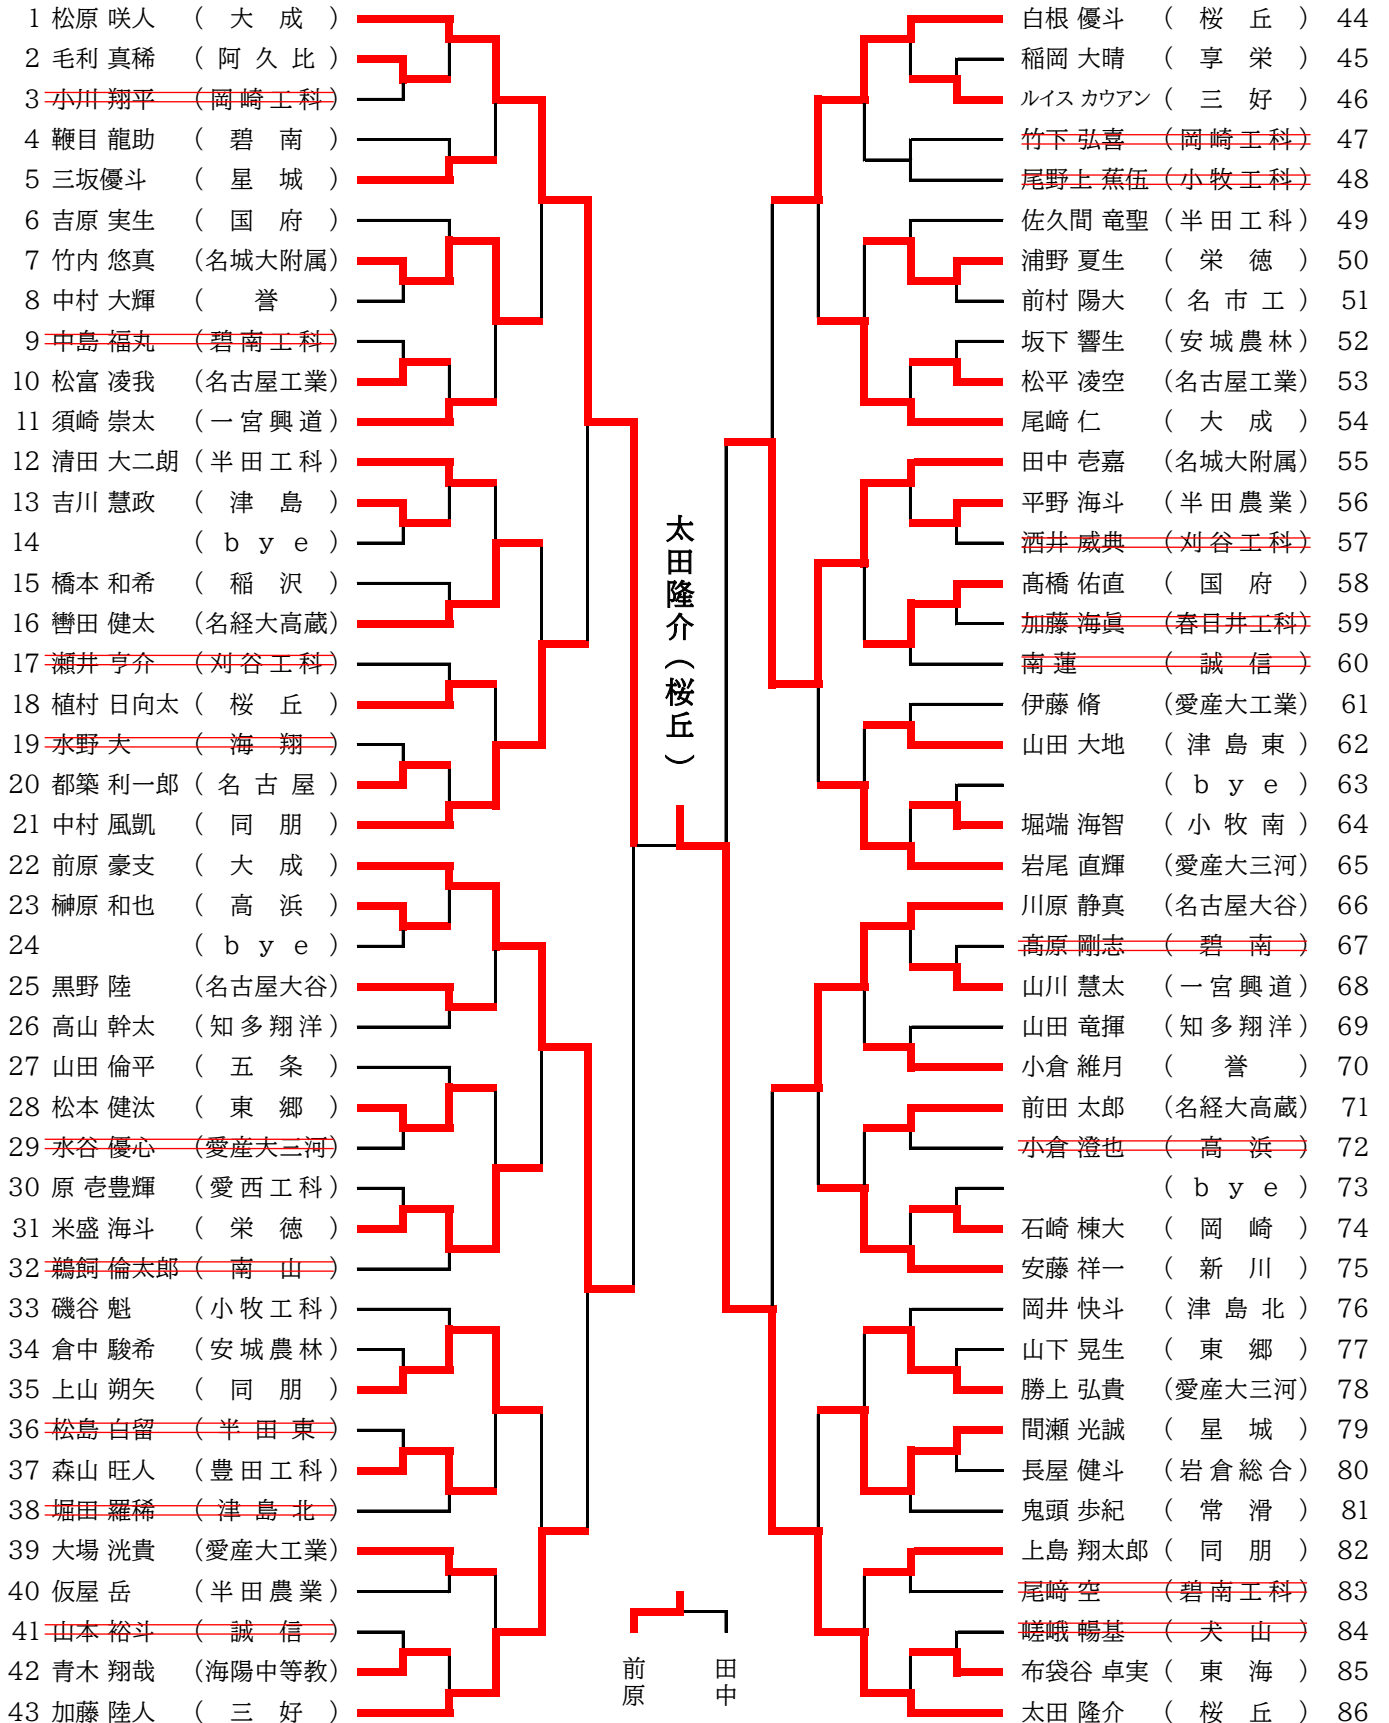 1 松原 咲人 ( 大 成 )
2 毛利 真稀 ( 阿 久 比 )
3 小川 翔平 ( 岡 崎 工 科 )
4 鞭目 龍助 ( 碧 南 )
5 三坂優斗 ( 星 城 )
6 吉原 実生 ( 国 府 )
7 竹内 悠真 (名城大附属)
8 中村 大輝 ( 誉 )
9 中島 福丸 ( 碧 南 工 科 )
10 松富 凌我 (名古屋工業)
11 須崎 崇太 ( 一 宮 興 道 )
12 清田 大二朗 ( 半 田 工 科 )
13 吉川 慧政 ( 津 島 )
14 ( b y e )
15 橋本 和希 ( 稲 沢 )
16 轡田 健太 (名経大高蔵)
17 瀬井 亨介 ( 刈 谷 工 科 )
18 植村 日向太 ( 桜 丘 )
19 水野 大 ( 海 翔 )
20 都築 利一郎 ( 名 古 屋 )
21 中村 風凱 ( 同 朋 )
22 前原 豪支 ( 大 成 )
23 榊原 和也 ( 高 浜 )
24 ( b y e )
25 黒野 陸 (名古屋大谷)
26 高山 幹太 ( 知 多 翔 洋 )
27 山田 倫平 ( 五 条 )
28 松本 健汰 ( 東 郷 )
29 水谷 優心 (愛産大三河)
30 原 壱豊輝 ( 愛 西 工 科 )
31 米盛 海斗 ( 栄 徳 )
32 鵜飼 倫太郎 ( 南 山 )
33 磯谷 魁 ( 小 牧 工 科 )
34 倉中 駿希 ( 安 城 農 林 )
35 上山 朔矢 ( 同 朋 )
36 松島 白留 ( 半 田 東 )
37 森山 旺人 ( 豊 田 工 科 )
38 堀田 羅稀 ( 津 島 北 )
39 大場 洸貴 (愛産大工業)
40 仮屋 岳 ( 半 田 農 業 )
41 山本 裕斗 ( 誠 信 )
42 青木 翔哉 (海陽中等教)
43 加藤 陸人 ( 三 好 )
太田隆介(桜丘)
前原
田中
白根 優斗 ( 桜 丘 ) 44
稲岡 大晴 ( 享 栄 ) 45
ルイス カウアン ( 三 好 ) 46
竹下 弘喜 ( 岡 崎 工 科 ) 47
尾野上 蕉伍 ( 小 牧 工 科 ) 48
佐久間 竜聖 ( 半 田 工 科 ) 49
浦野 夏生 ( 栄 徳 ) 50
前村 陽大 ( 名 市 工 ) 51
坂下 響生 ( 安 城 農 林 ) 52
松平 凌空 (名古屋工業) 53
尾﨑 仁 ( 大 成 ) 54
田中 壱嘉 (名城大附属) 55
平野 海斗 ( 半 田 農 業 ) 56
酒井 威典 ( 刈 谷 工 科 ) 57
髙橋 佑直 ( 国 府 ) 58
加藤 海眞 (春日井工科) 59
南 蓮 ( 誠 信 ) 60
伊藤 脩 (愛産大工業) 61
山田 大地 ( 津 島 東 ) 62
( b y e ) 63
堀端 海智 ( 小 牧 南 ) 64
岩尾 直輝 (愛産大三河) 65
川原 静真 (名古屋大谷) 66
高原 剛志 ( 碧 南 ) 67
山川 慧太 ( 一 宮 興 道 ) 68
山田 竜揮 ( 知 多 翔 洋 ) 69
小倉 維月 ( 誉 ) 70
前田 太郎 (名経大高蔵) 71
小倉 澄也 ( 高 浜 ) 72
( b y e ) 73
石崎 棟大 ( 岡 崎 ) 74
安藤 祥一 ( 新 川 ) 75
岡井 快斗 ( 津 島 北 ) 76
山下 晃生 ( 東 郷 ) 77
勝上 弘貴 (愛産大三河) 78
間瀬 光誠 ( 星 城 ) 79
長屋 健斗 ( 岩 倉 総 合 ) 80
鬼頭 歩紀 ( 常 滑 ) 81
上島 翔太郎 ( 同 朋 ) 82
尾﨑 空 ( 碧 南 工 科 ) 83
嵯峨 暢基 ( 犬 山 ) 84
布袋谷 卓実 ( 東 海 ) 85
太田 隆介 ( 桜 丘 ) 86